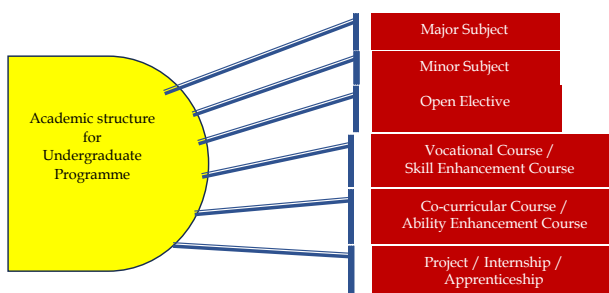 Academic structure
for
Undergraduate
Programme
Major Subject
Minor Subject
Open Elective
Vocational Course /
Skill Enhancement Course
Co-curricular Course /
Ability Enhancement Course
Project / Internship /
Apprenticeship